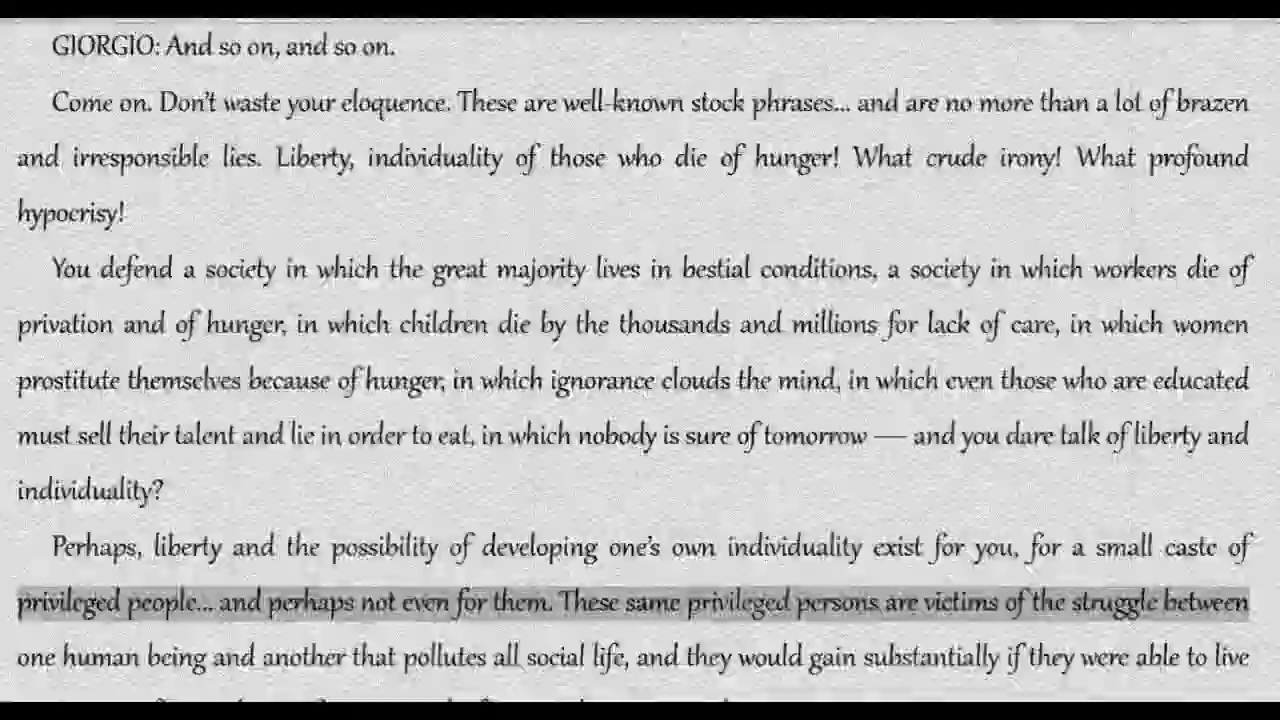 GIORGIO: And so on, and so on.
Come on. Don't waste your eloquence. These are well-known stock phrases... and are no more than a lot of brazen
and irresponsible lies. Liberty, individuality of those who die of hunger! What crude irony! What profound
hypocrisy!
You defend a society in which the great majority lives in bestial conditions, a society in which workers die of
privation and of hunger, in which children die by the thousands and millions for lack of care, in which women
prostitute themselves because of hunger, in which ignorance clouds the mind, in which even those who are educated
must sell their talent and lie in order to eat, in which nobody is sure of tomorrow — and you dare talk of liberty and
individuality?
Perhaps, liberty and the possibility of developing one's own individuality exist for you, for a small caste of
privileged people... and perhaps not even for them. These same privileged persons are victims of the struggle between
one human being and another that pollutes all social life, and they would gain substantially if they were able to live